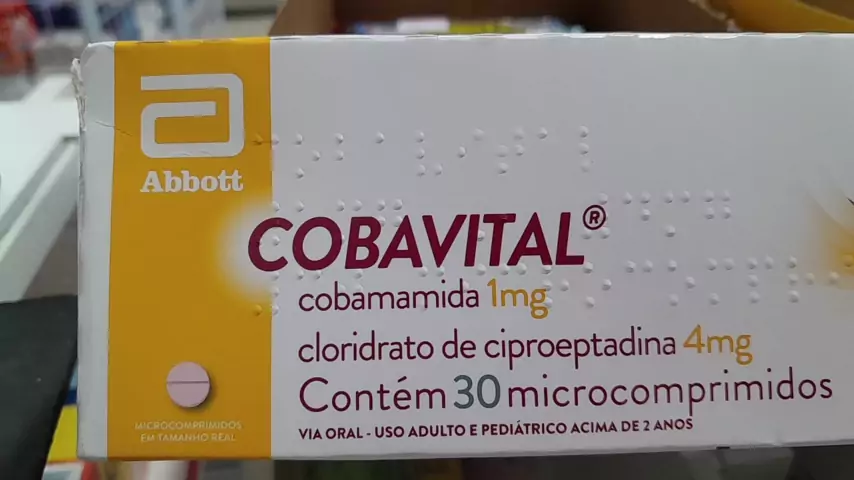 Abbott
COBAVITAL®
cobamamida 1mg
cloridrato de ciproeptadina 4mg
Contém 30 microcomprimidos
VIA ORAL - USO ADULTO E PEDIÁTRICO ACIMA DE 2 ANOS
MICROCOMPRIMIDOS
EM TAMANHO REAL